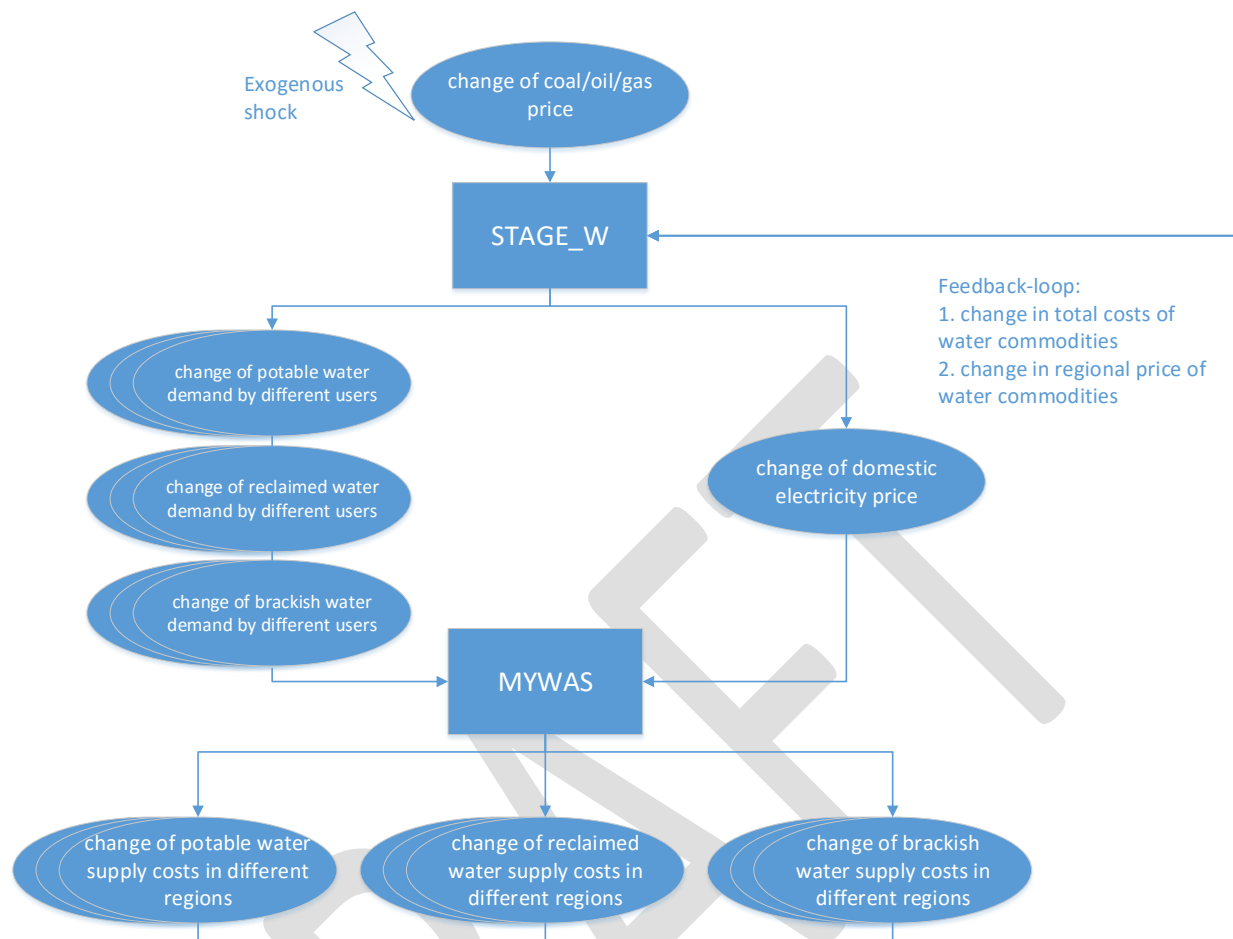 Exogenous
shock
change of coal/oil/gas
price
STAGE_W
Feedback-loop:
1. change in total costs of
water commodities
2. change in regional price of
water commodities
change of potable water
demand by different users
change of reclaimed water
demand by different users
change of brackish water
demand by different users
change of domestic
electricity price
MYWAS
change of potable water
supply costs in different
regions
change of reclaimed
water supply costs in
different regions
change of brackish
water supply costs in
different regions
DRAFT